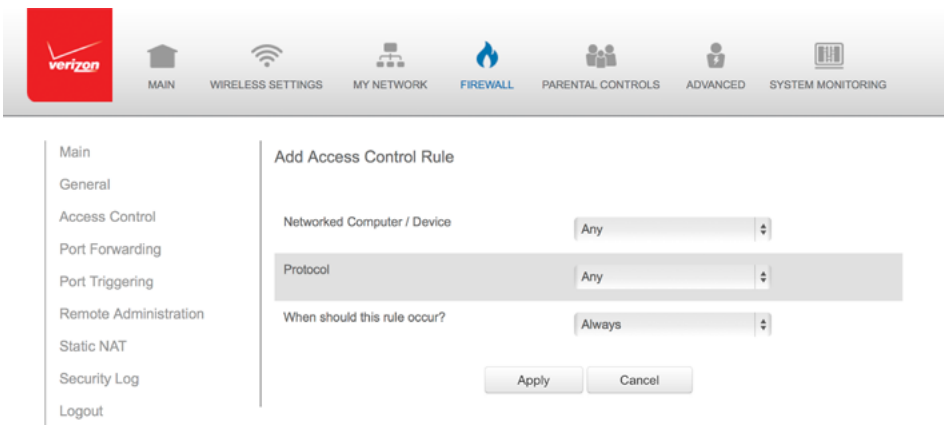 verizon
MAIN
WIRELESS SETTINGS
MY NETWORK
FIREWALL
PARENTAL CONTROLS
ADVANCED
SYSTEM MONITORING
Main
General
Access Control
Port Forwarding
Port Triggering
Remote Administration
Static NAT
Security Log
Logout
Add Access Control Rule
Networked Computer / Device
Any
Protocol
Any
When should this rule occur?
Always
Apply
Cancel